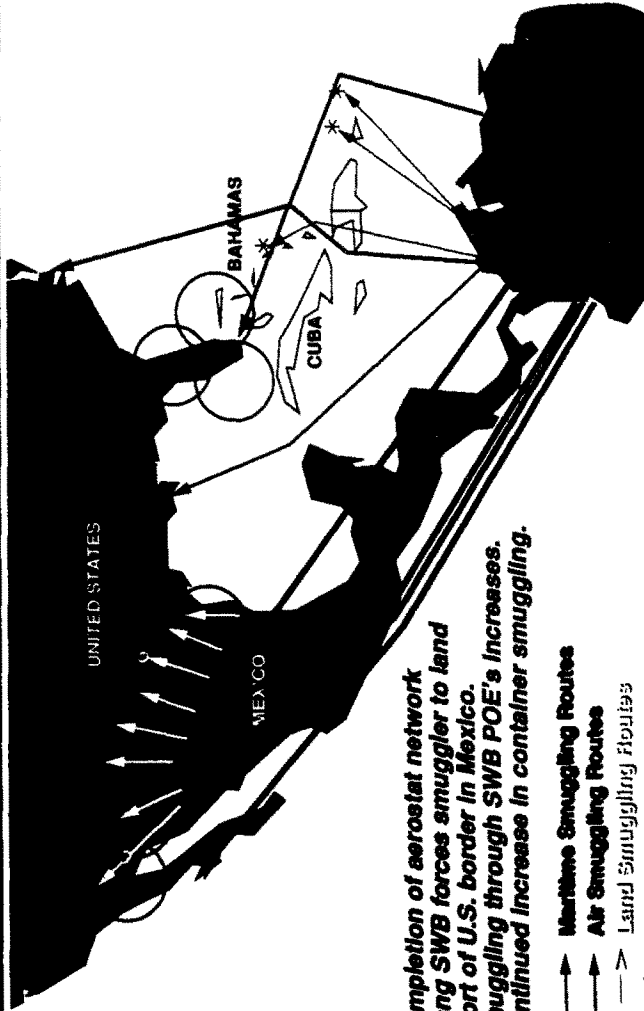 UNITED STATES
MEXICO
BAHAMAS
CUBA
mpletion of aerostat network
ng SWB forces smuggler to land
ort of U.S. border in Mexico.
uggling through SWB POE's increases.
ntinued increase in container smuggling.
Maritime Smuggling Routes
Air Smuggling Routes
Land Smuggling Routes